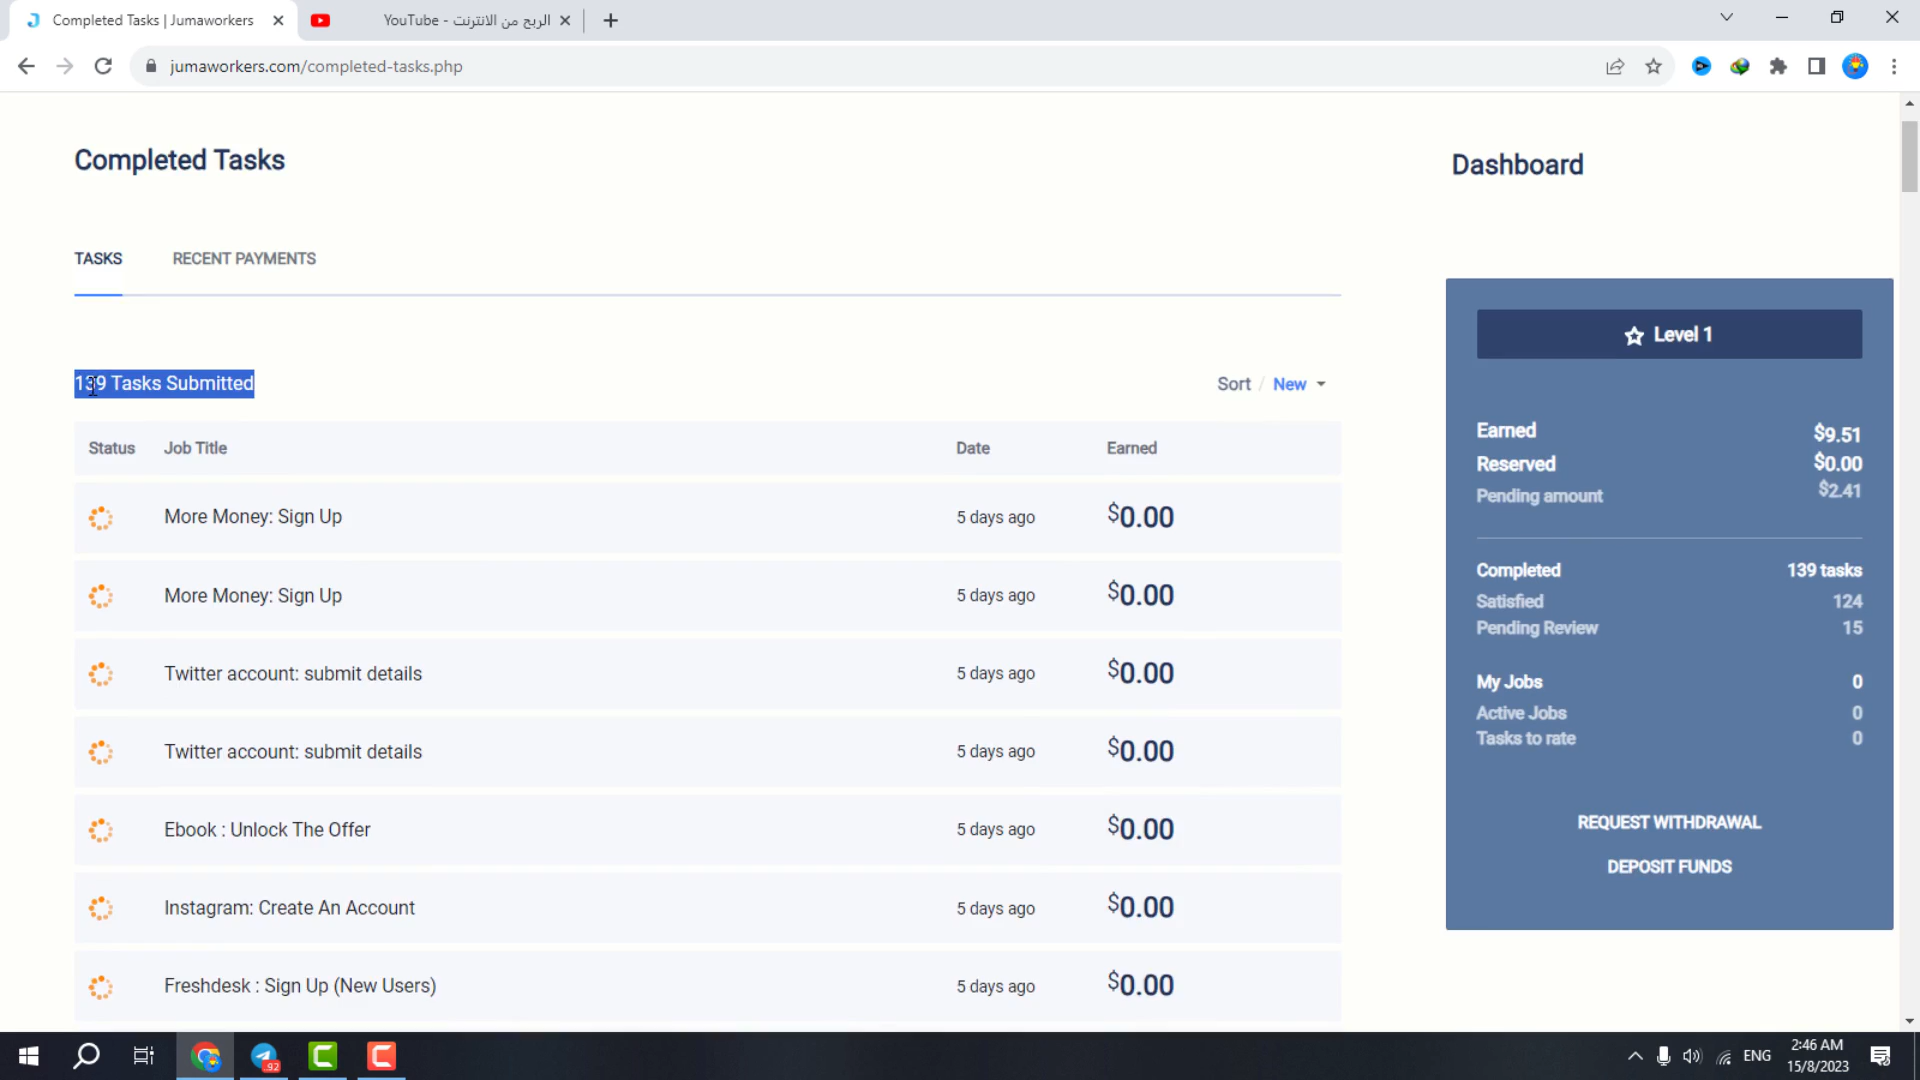 Completed Tasks | Jumaworkers
الربح من الانترنت - YouTube
jumaworkers.com/completed-tasks.php
Completed Tasks
Dashboard
TASKS
RECENT PAYMENTS
139 Tasks Submitted
Sort / New
Status Job Title Date Earned
More Money: Sign Up 5 days ago $0.00
More Money: Sign Up 5 days ago $0.00
Twitter account: submit details 5 days ago $0.00
Twitter account: submit details 5 days ago $0.00
Ebook : Unlock The Offer 5 days ago $0.00
Instagram: Create An Account 5 days ago $0.00
Freshdesk : Sign Up (New Users) 5 days ago $0.00
Level 1
Earned $9.51
Reserved $0.00
Pending amount $2.41
Completed 139 tasks
Satisfied 124
Pending Review 15
My Jobs 0
Active Jobs 0
Tasks to rate 0
REQUEST WITHDRAWAL
DEPOSIT FUNDS
92
ENG
2:46 AM
15/8/2023